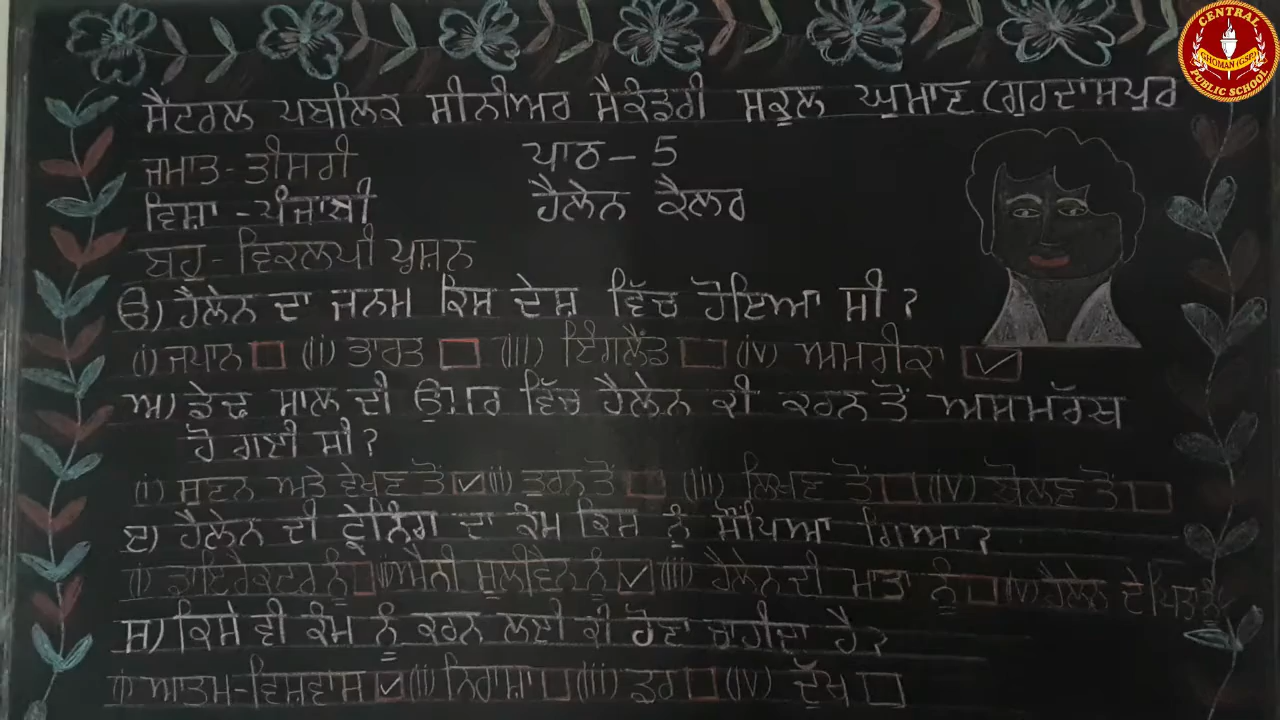 CENTRAL PUBLIC SCHOOL
GHOMAN (GSP)
ਸੈਂਟਰਲ ਪਬਲਿਕ ਸੀਨੀਅਰ ਸੈਕੰਡਰੀ ਸਕੂਲ ਘੁਮਾਣ (ਗੁਰਦਾਸਪੁਰ
ਜਮਾਤ - ਤੀਸਰੀ
ਪਾਠ - 5
ਵਿਸ਼ਾ - ਪੰਜਾਬੀ
ਹੈਲੇਨ ਕੈਲਰ
ਬਹੁ - ਵਿਕਲਪੀ ਪ੍ਰਸ਼ਨ
ੳ) ਹੈਲੇਨ ਦਾ ਜਨਮ ਕਿਸ ਦੇਸ਼ ਵਿੱਚ ਹੋਇਆ ਸੀ ?
(i) ਜਪਾਨ (ii) ਭਾਰਤ (iii) ਇੰਗਲੈਂਡ (iv) ਅਮਰੀਕਾ
ਅ) ਡੇਢ ਸਾਲ ਦੀ ਉਮਰ ਵਿੱਚ ਹੈਲੇਨ ਕੀ ਕਰਨ ਤੋਂ ਅਸਮਰੱਥ
ਹੋ ਗਈ ਸੀ ?
(i) ਸੁਣਨ ਅਤੇ ਵੇਖਣ ਤੋਂ (ii) ਤੁਰਨ ਤੋਂ (iii) ਲਿਖਣ ਤੋਂ (iv) ਬੋਲਣ ਤੋਂ
ੲ) ਹੈਲੇਨ ਦੀ ਟ੍ਰੇਨਿੰਗ ਦਾ ਕੰਮ ਕਿਸ ਨੂੰ ਸੌਂਪਿਆ ਗਿਆ ?
(i) ਡਾਇਰੈਕਟਰ ਨੂੰ (ii) ਐਨੀ ਸੁਲੀਵੈਨ ਨੂੰ (iii) ਹੈਲੇਨ ਦੀ ਮਾਤਾ ਨੂੰ (iv) ਹੈਲੇਨ ਦੇ ਪਿਤਾ ਨੂੰ
ਸ) ਕਿਸੇ ਵੀ ਕੰਮ ਨੂੰ ਕਰਨ ਲਈ ਕੀ ਹੋਣਾ ਚਾਹੀਦਾ ਹੈ ?
(i) ਆਤਮ-ਵਿਸ਼ਵਾਸ (ii) ਨਿਰਾਸ਼ਾ (iii) ਡਰ (iv) ਦੁੱਖ